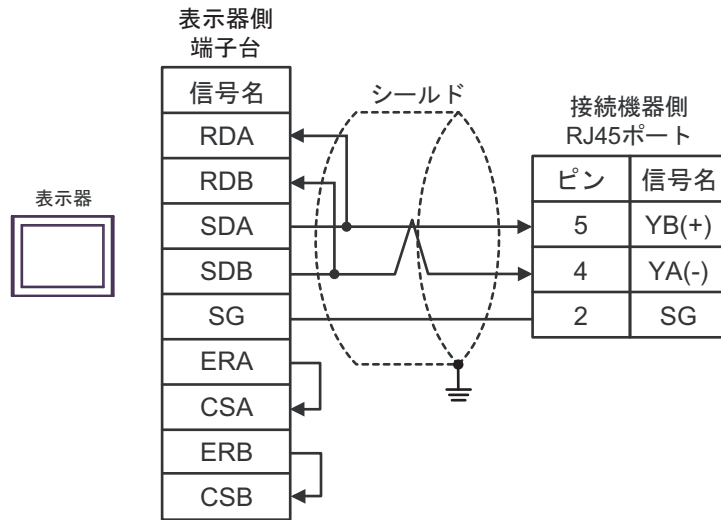 表示器側
端子台
信号名
RDA
RDB
SDA
SDB
SG
ERA
CSA
ERB
CSB
表示器
シールド
接続機器側
RJ45ポート
ピン 信号名
5 YB(+)
4 YA(-)
2 SG